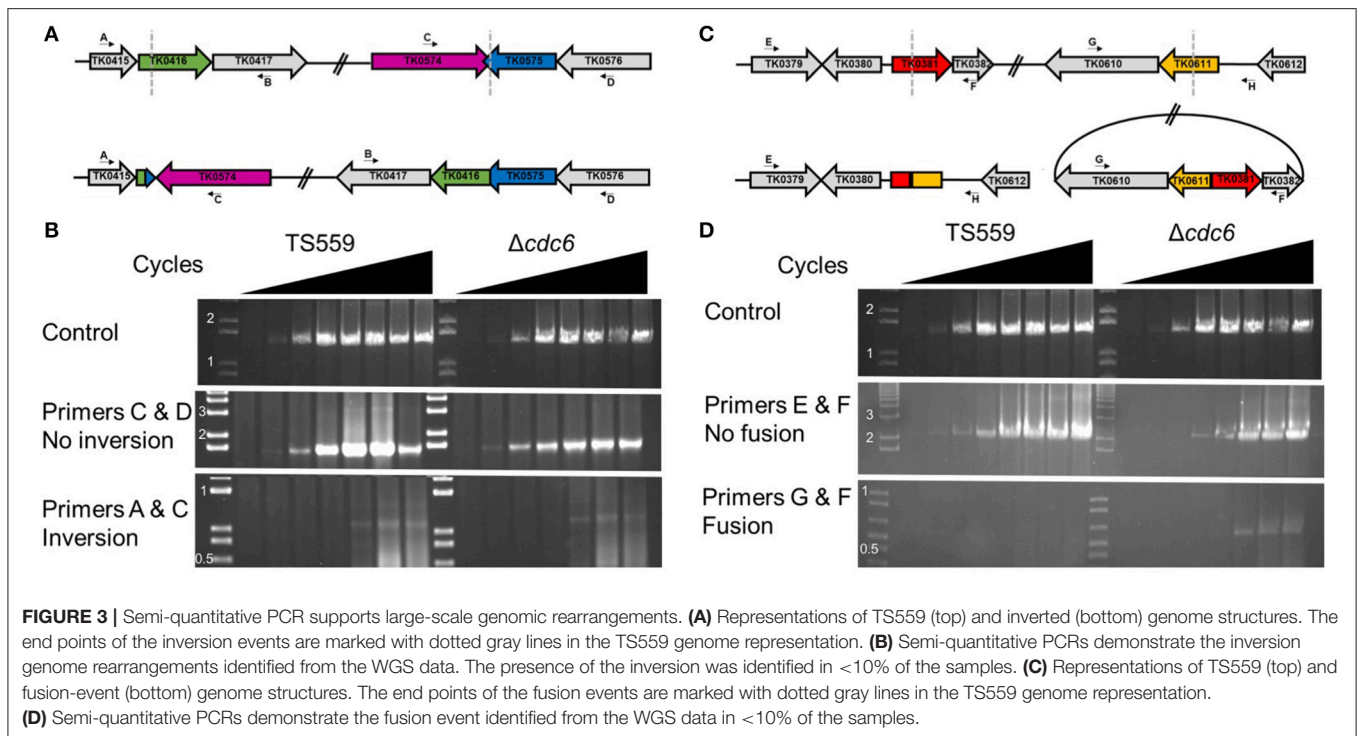 A
A
TK0415
TK0416
TK0417
B
C
TK0574
TK0575
TK0576
D
A
TK0415
TK0574
C
B
TK0417
TK0416
TK0575
TK0576
D
B
TS559
Δcdc6
Cycles
Control
2
1
Primers C & D
No inversion
3
2
Primers A & C
Inversion
1
0.5
C
E
TK0379
TK0380
TK0381
TK0382
F
G
TK0610
TK0611
H
TK0612
E
TK0379
TK0380
H
TK0612
G
TK0610
TK0611
TK0381
TK0382
F
D
TS559
Δcdc6
Cycles
Control
2
1
Primers E & F
No fusion
3
2
Primers G & F
Fusion
1
0.5
FIGURE 3 | Semi-quantitative PCR supports large-scale genomic rearrangements. (A) Representations of TS559 (top) and inverted (bottom) genome structures. The
end points of the inversion events are marked with dotted gray lines in the TS559 genome representation. (B) Semi-quantitative PCRs demonstrate the inversion
genome rearrangements identified from the WGS data. The presence of the inversion was identified in <10% of the samples. (C) Representations of TS559 (top) and
fusion-event (bottom) genome structures. The end points of the fusion events are marked with dotted gray lines in the TS559 genome representation.
(D) Semi-quantitative PCRs demonstrate the fusion event identified from the WGS data in <10% of the samples.